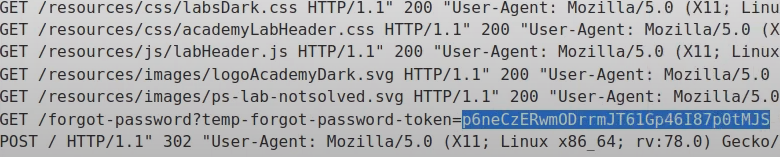 GET /resources/css/labsDark.css HTTP/1.1" 200 "User-Agent: Mozilla/5.0 (X11; Linu
GET /resources/css/academyLabHeader.css HTTP/1.1" 200 "User-Agent: Mozilla/5.0 (X
GET /resources/js/labHeader.js HTTP/1.1" 200 "User-Agent: Mozilla/5.0 (X11; Linux
GET /resources/images/logoAcademyDark.svg HTTP/1.1" 200 "User-Agent: Mozilla/5.0
GET /resources/images/ps-lab-notsolved.svg HTTP/1.1" 200 "User-Agent: Mozilla/5.0
GET /forgot-password?temp-forgot-password-token=p6neCzERwmODrrmJT61Gp46I87p0tMJS
POST / HTTP/1.1" 302 "User-Agent: Mozilla/5.0 (X11; Linux x86_64; rv:78.0) Gecko/